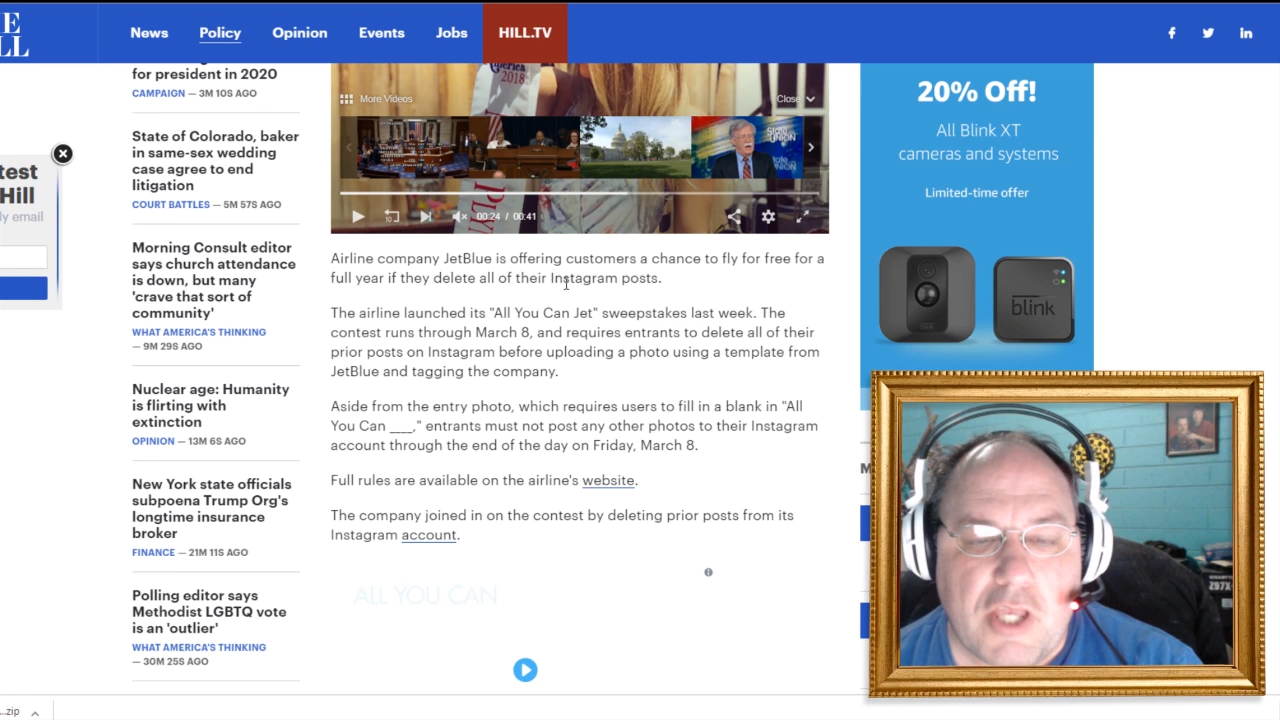 E
LL
News Policy Opinion Events Jobs HILL.TV
for president in 2020
CAMPAIGN — 3M 10S AGO
State of Colorado, baker
in same-sex wedding
case agree to end
litigation
COURT BATTLES — 5M 57S AGO
Morning Consult editor
says church attendance
is down, but many
'crave that sort of
community'
WHAT AMERICA'S THINKING
— 9M 29S AGO
Nuclear age: Humanity
is flirting with
extinction
OPINION — 13M 6S AGO
New York state officials
subpoena Trump Org's
longtime insurance
broker
FINANCE — 21M 11S AGO
Polling editor says
Methodist LGBTQ vote
is an 'outlier'
WHAT AMERICA'S THINKING
— 30M 25S AGO
test
Hill
ly email
2018
More Videos
Close
00:24 / 00:41
Airline company JetBlue is offering customers a chance to fly for free for a
full year if they delete all of their Instagram posts.
The airline launched its "All You Can Jet" sweepstakes last week. The
contest runs through March 8, and requires entrants to delete all of their
prior posts on Instagram before uploading a photo using a template from
JetBlue and tagging the company.
Aside from the entry photo, which requires users to fill in a blank in "All
You Can ____," entrants must not post any other photos to their Instagram
account through the end of the day on Friday, March 8.
Full rules are available on the airline's website.
The company joined in on the contest by deleting prior posts from its
Instagram account.
ALL YOU CAN
20% Off!
All Blink XT
cameras and systems
Limited-time offer
blink
M
...zip